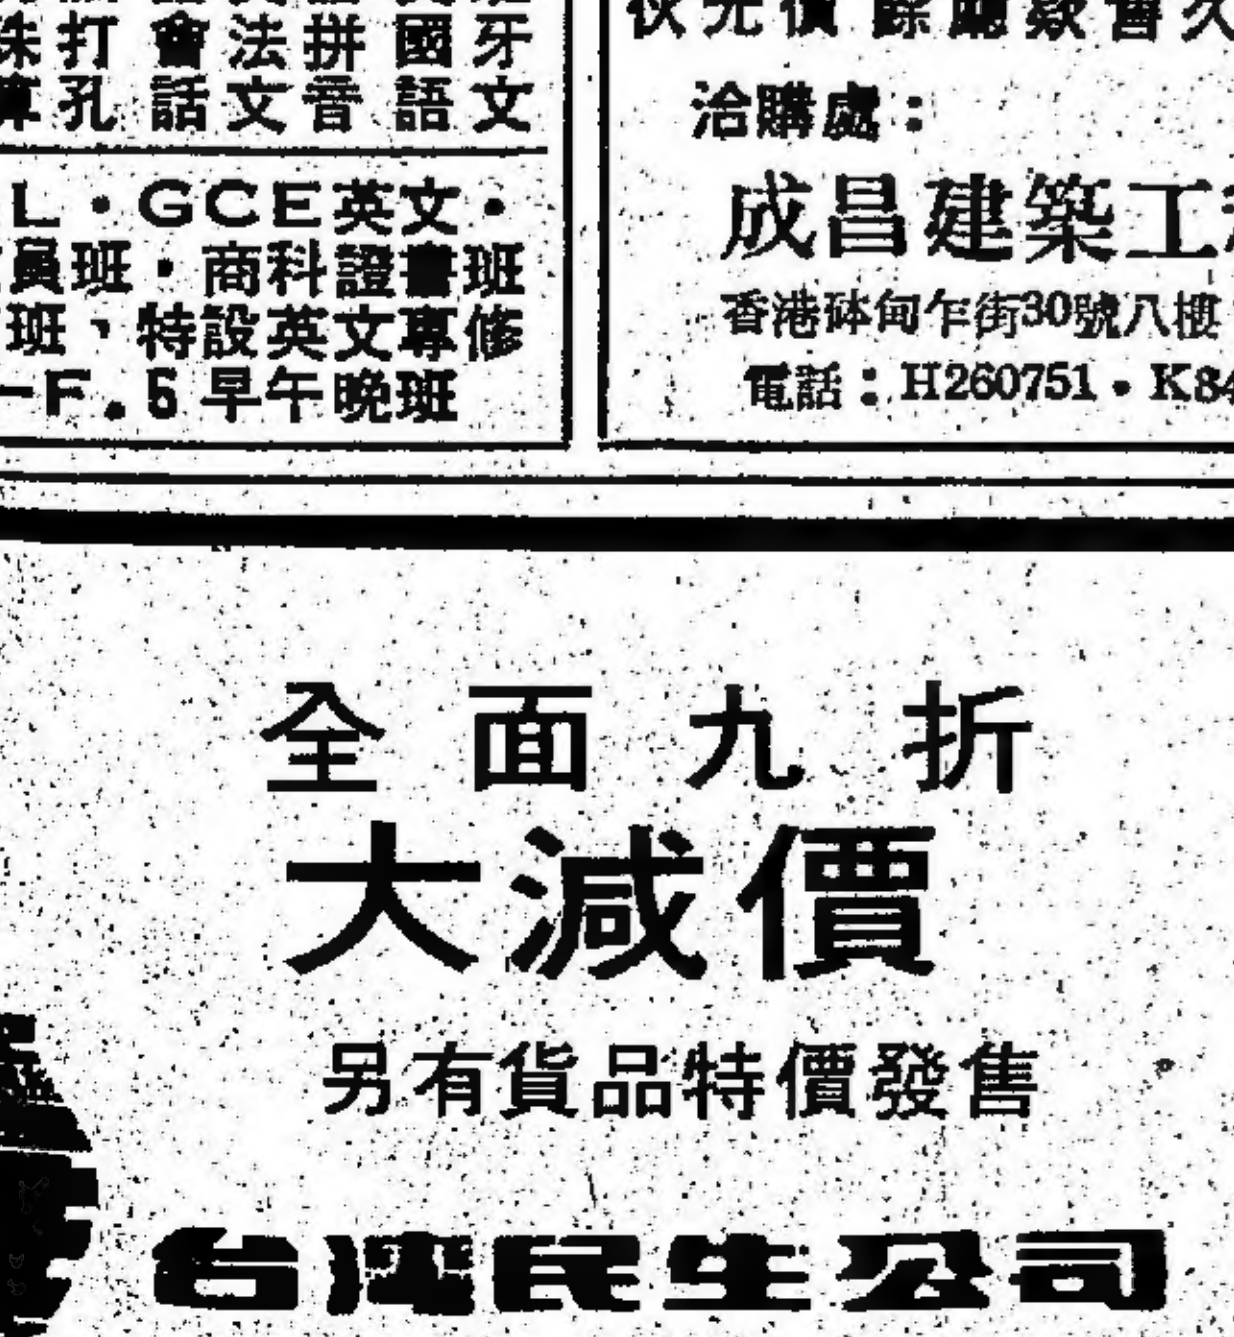 牙文
國語
拼音
法文
會話
打孔
L・GCE英文・
員班・商科證書班
班、特設英文專修
—F.5早午晚班
洽購處：
成昌建築工
香港砵甸乍街30號八樓
電話：H260751・K84
全面九折
大減價
另有貨品特價發售
台灣民生公司